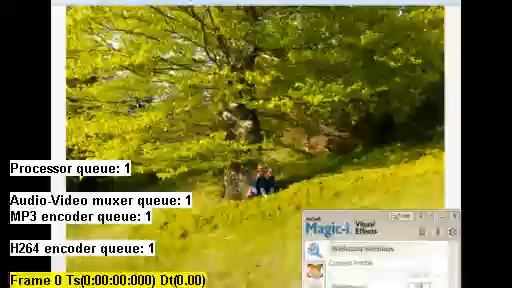 Magic-i
Visual
Effects
Processor queue: 1
Audio-Video muxer queue: 1
MP3 encoder queue: 1
H264 encoder queue: 1
Frame 0 Ts(0:00:00:000) Dt(0.00)